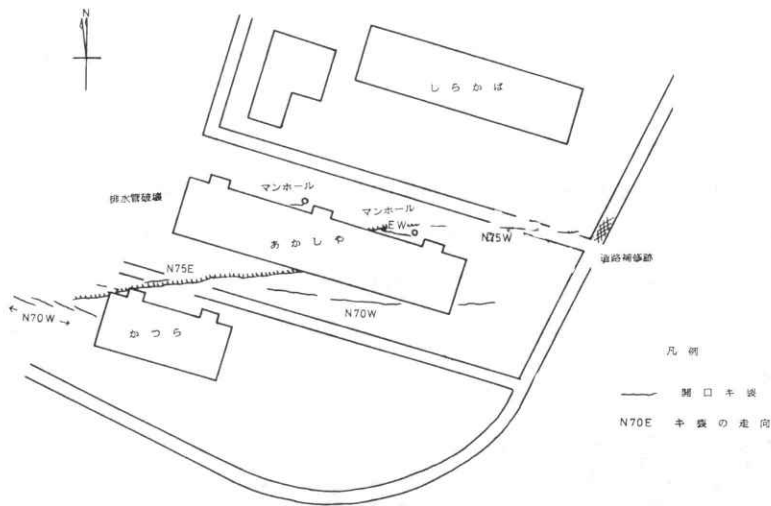 N
しらかば
マンホール
排水管破壊
マンホール
EW
あかしや
N75W
道路補修跡
N75E
N70W
N70W
かつら
凡例
開口キ裂
N70E キ裂の走向